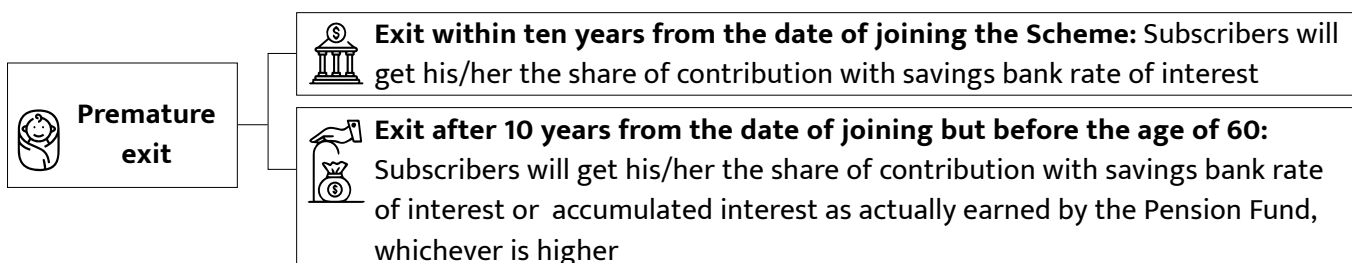 Premature
exit
Exit within ten years from the date of joining the Scheme: Subscribers will
get his/her the share of contribution with savings bank rate of interest
Exit after 10 years from the date of joining but before the age of 60:
Subscribers will get his/her the share of contribution with savings bank rate
of interest or accumulated interest as actually earned by the Pension Fund,
whichever is higher